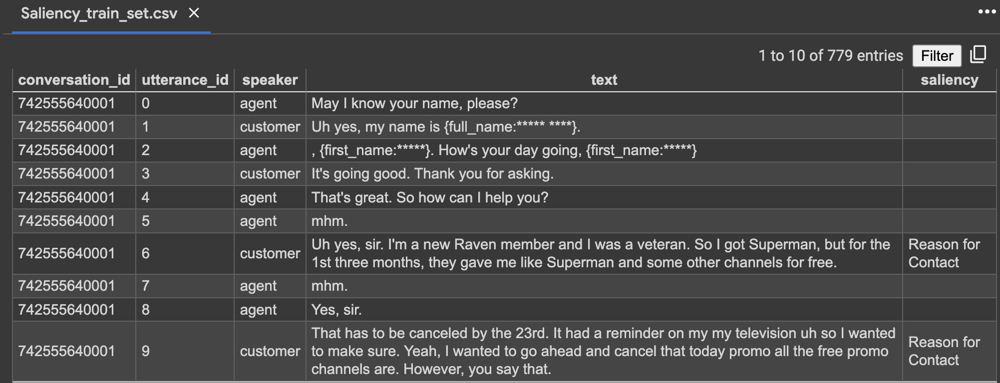 Saliency_train_set.csv
1 to 10 of 779 entries Filter
conversation_id utterance_id speaker text saliency
742555640001 0 agent May I know your name, please?
742555640001 1 customer Uh yes, my name is {full_name:***** ****}.
742555640001 2 agent , {first_name:*****}. How's your day going, {first_name:*****}
742555640001 3 customer It's going good. Thank you for asking.
742555640001 4 agent That's great. So how can I help you?
742555640001 5 agent mhm.
742555640001 6 customer Uh yes, sir. I'm a new Raven member and I was a veteran. So I got Superman, but for the
1st three months, they gave me like Superman and some other channels for free.
Reason for
Contact
742555640001 7 agent mhm.
742555640001 8 agent Yes, sir.
742555640001 9 customer That has to be canceled by the 23rd. It had a reminder on my my television uh so I wanted
to make sure. Yeah, I wanted to go ahead and cancel that today promo all the free promo
channels are. However, you say that.
Reason for
Contact